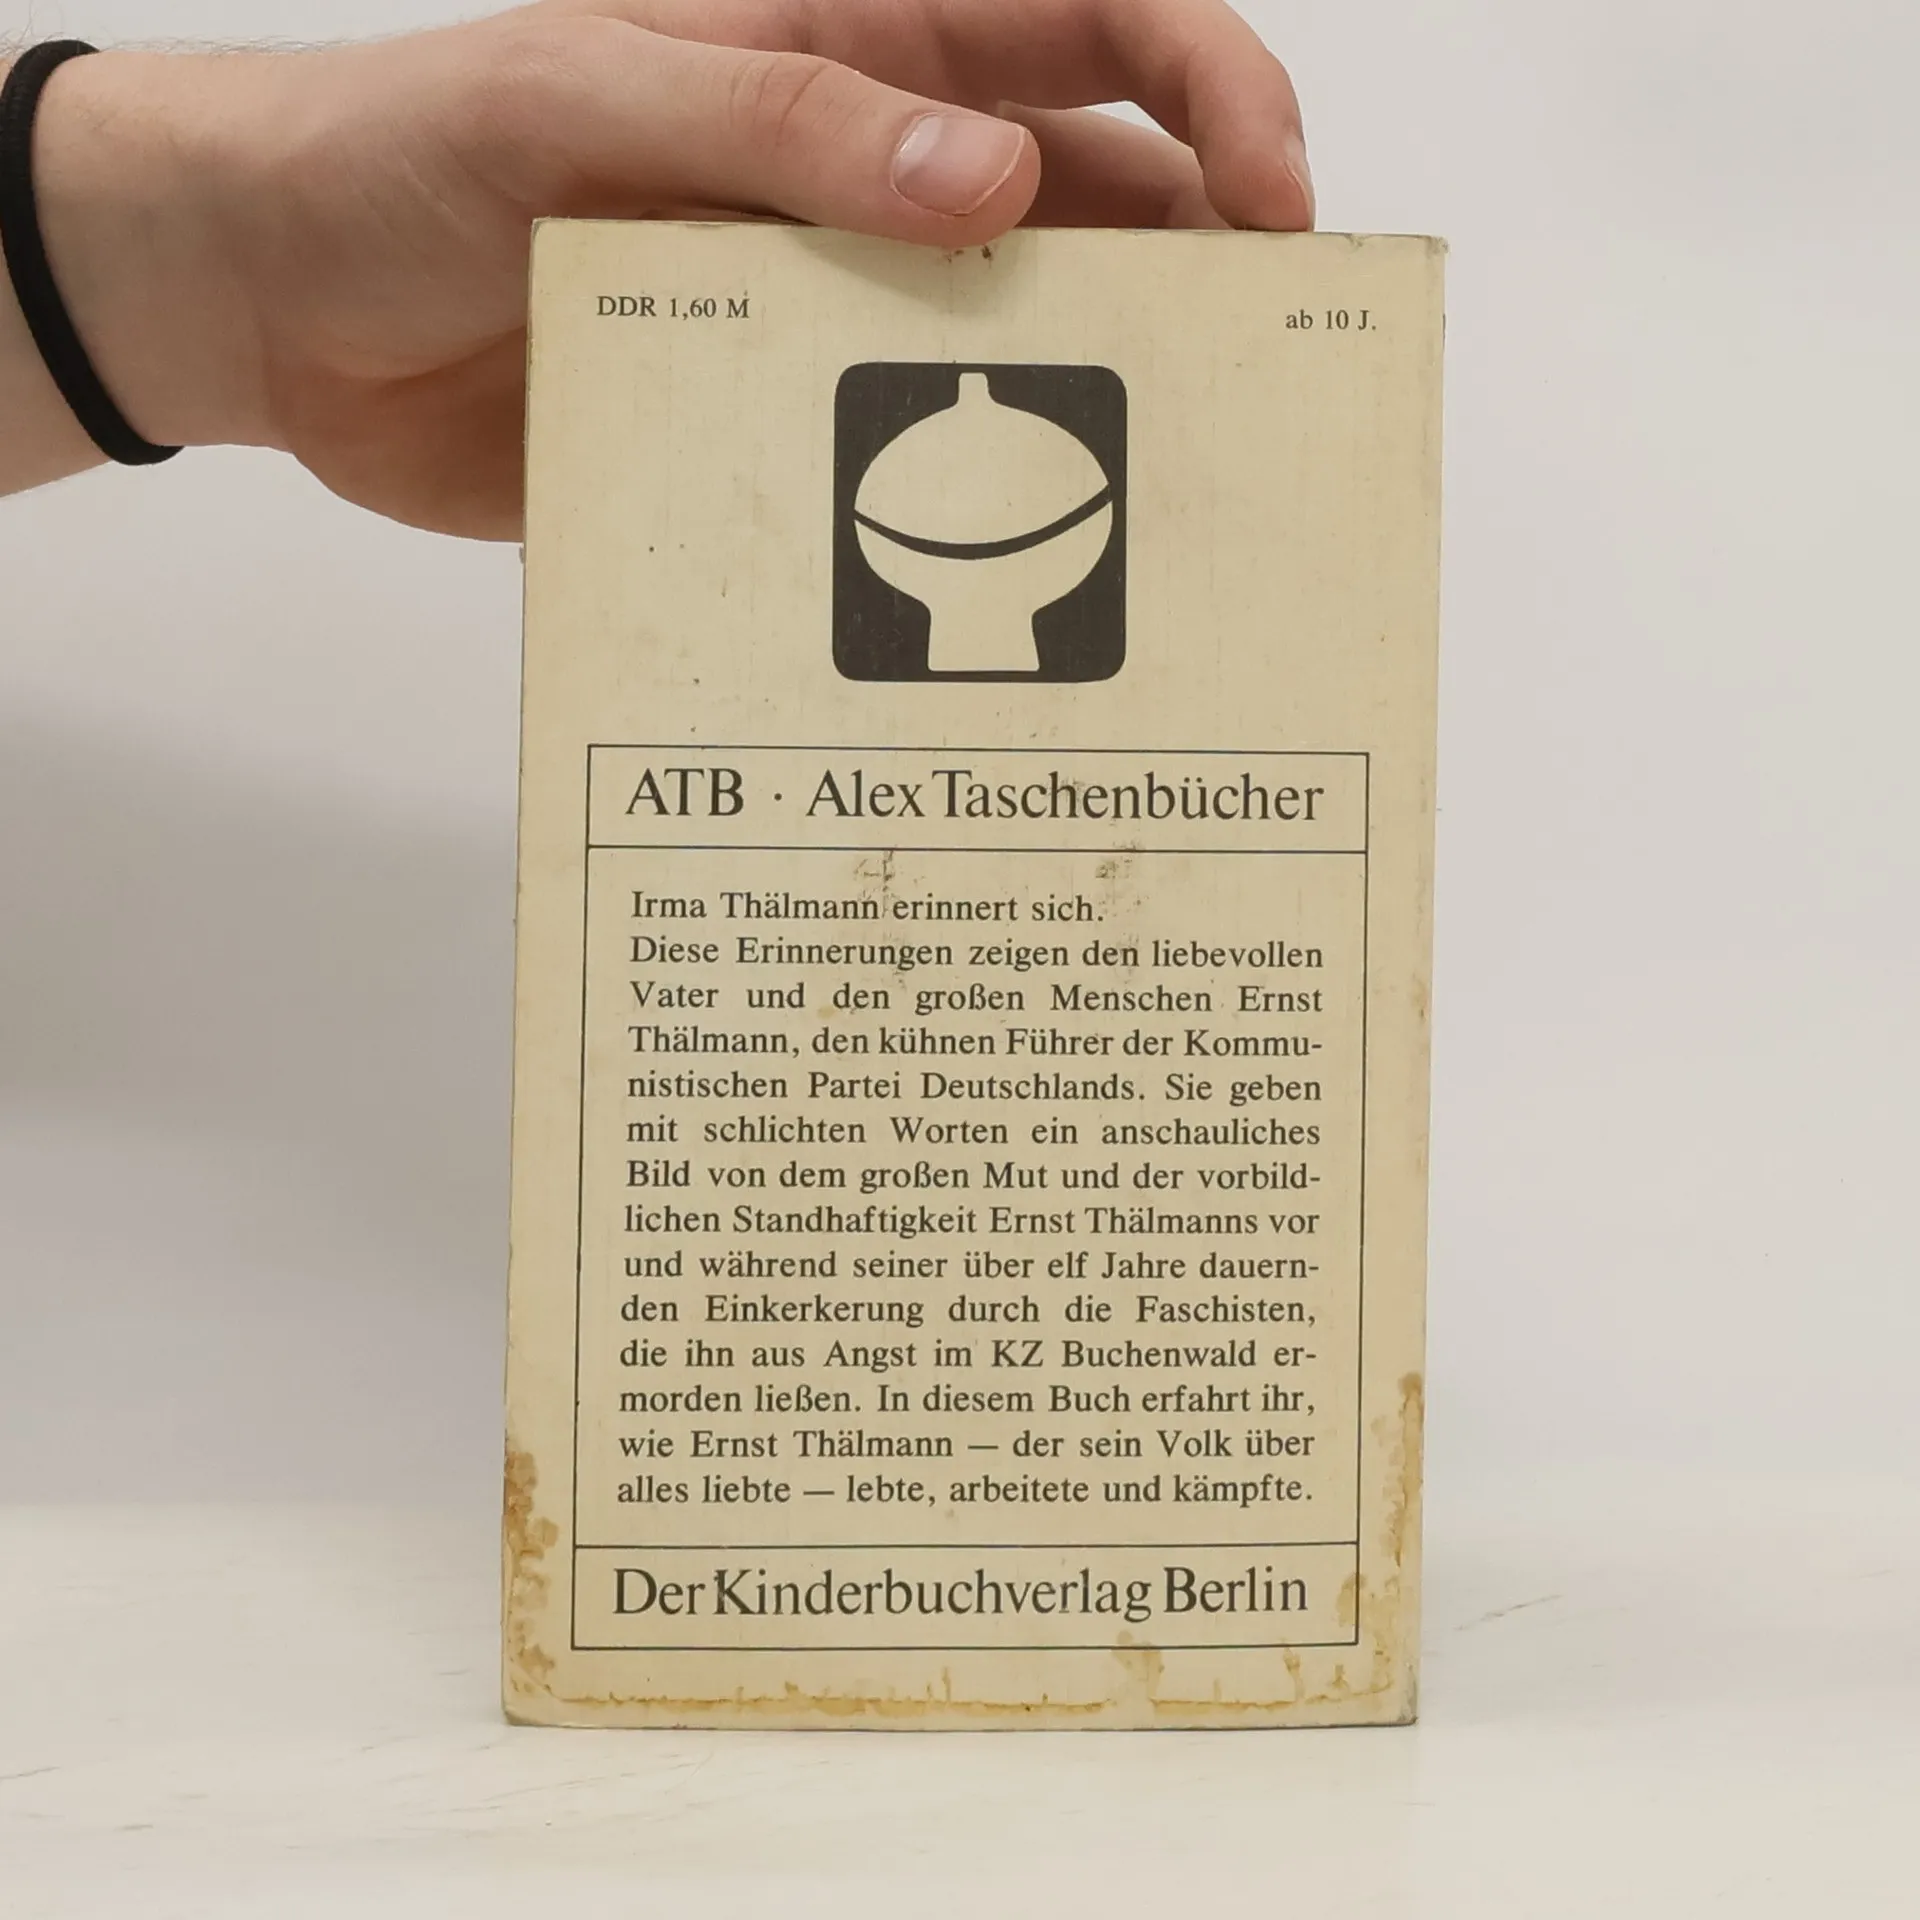 DDR 1,60 M
ab 10 J.
ATB · Alex Taschenbücher
Irma Thälmann erinnert sich.
Diese Erinnerungen zeigen den liebevollen
Vater und den großen Menschen Ernst
Thälmann, den kühnen Führer der Kommu-
nistischen Partei Deutschlands. Sie geben
mit schlichten Worten ein anschauliches
Bild von dem großen Mut und der vorbild-
lichen Standhaftigkeit Ernst Thälmanns vor
und während seiner über elf Jahre dauern-
den Einkerkerung durch die Faschisten,
die ihn aus Angst im KZ Buchenwald er-
morden ließen. In diesem Buch erfahrt ihr,
wie Ernst Thälmann — der sein Volk über
alles liebte — lebte, arbeitete und kämpfte.
Der Kinderbuchverlag Berlin